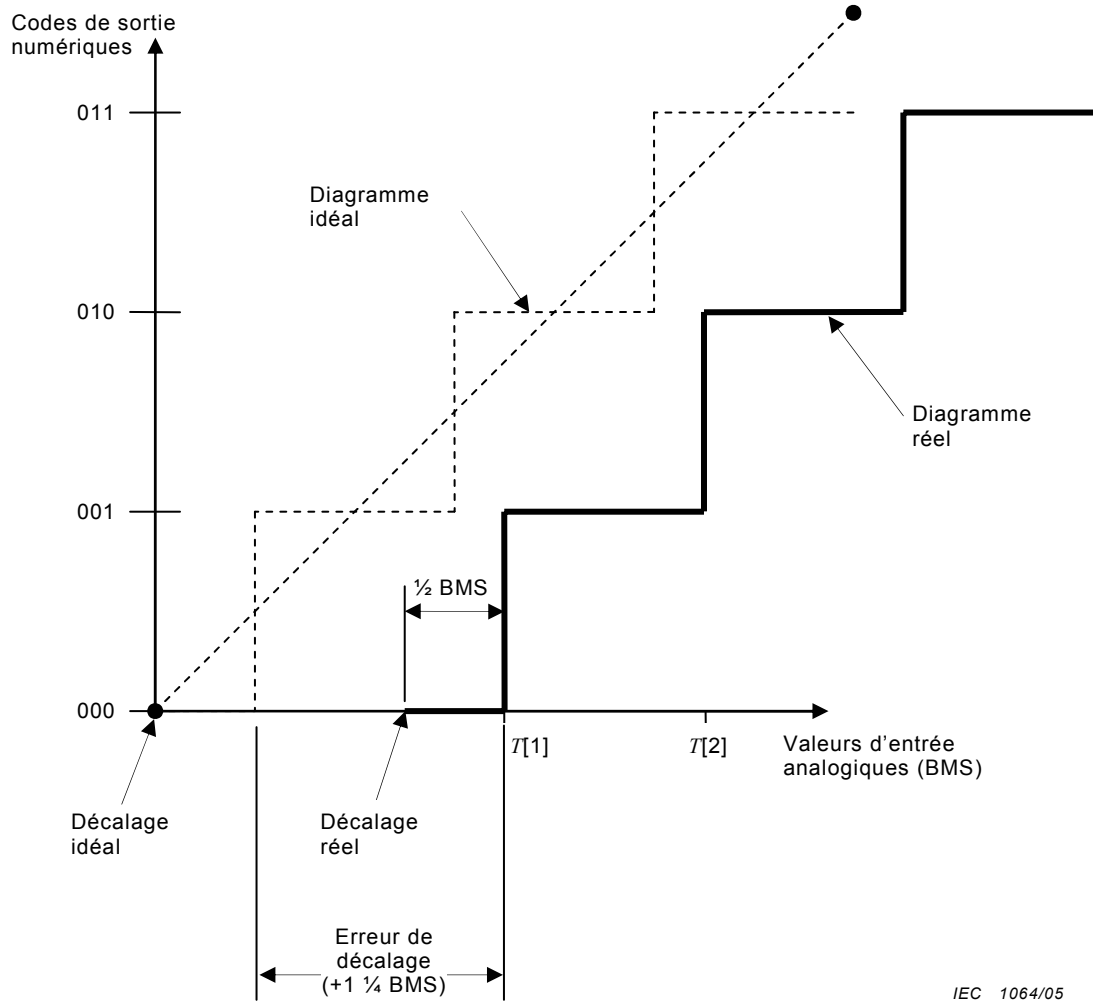 Codes de sortie
numériques
011
Diagramme
idéal
010
Diagramme
réel
001
½ BMS
000
T[1]
T[2]
Valeurs d'entrée
analogiques (BMS)
Décalage
idéal
Décalage
réel
Erreur de
décalage
(+1 ¼ BMS)
IEC 1064/05